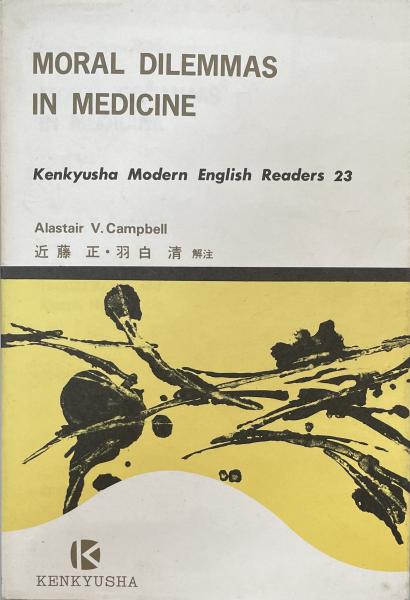 MORAL DILEMMAS
IN MEDICINE
Kenkyusha Modern English Readers 23
Alastair V. Campbell
近藤 正・羽白 清 解注
K
KENKYUSHA